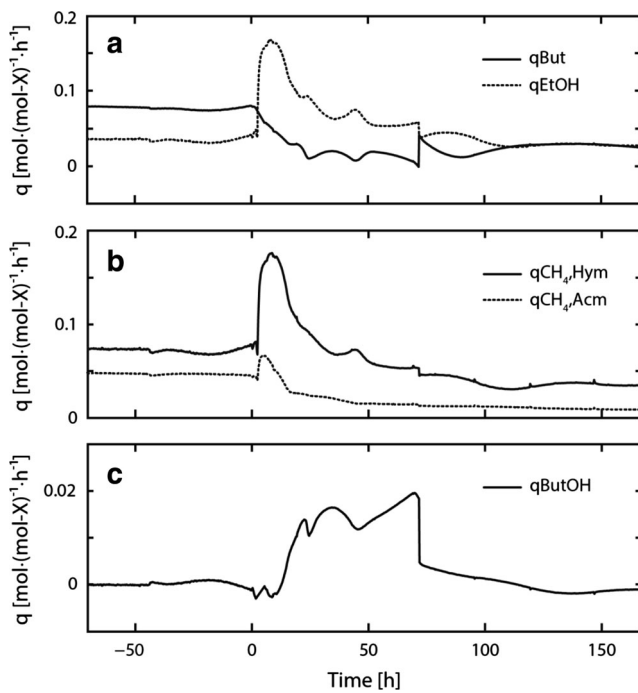 a
q [mol·(mol-X)⁻¹·h⁻¹]
0.2
0.1
0
qBut
qEtOH
b
q [mol·(mol-X)⁻¹·h⁻¹]
0.2
0.1
0
qCH₄,Hym
qCH₄,Acm
c
q [mol·(mol-X)⁻¹·h⁻¹]
0.02
0
qButOH
−50 0 50 100 150
Time [h]